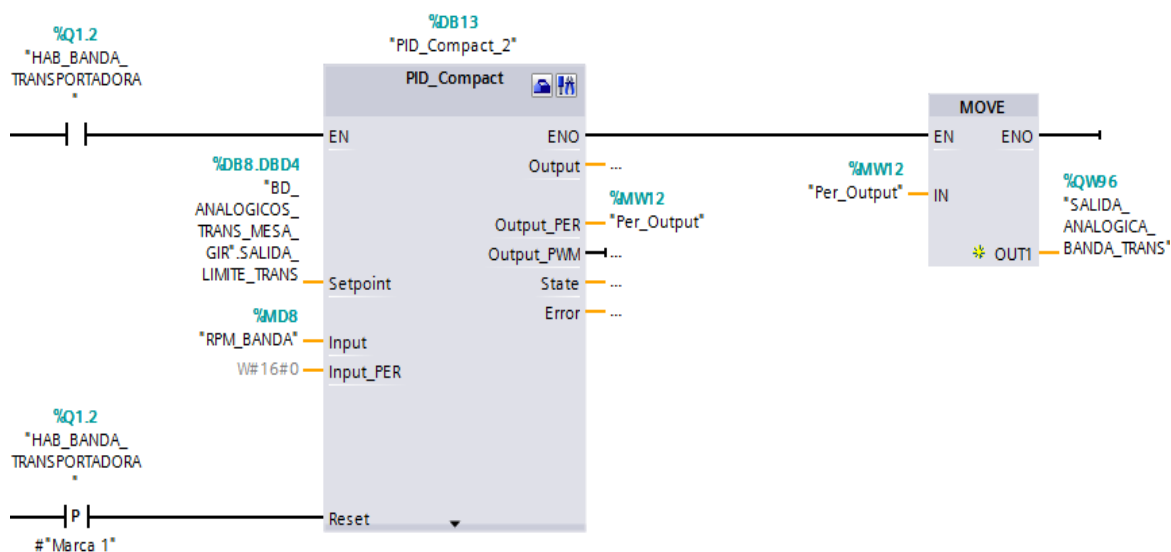 %DB13
"PID_Compact_2"
%Q1.2
"HAB_BANDA_
TRANSPORTADORA
"
PID_Compact
EN
ENO
%DB8.DBD4
"BD_
ANALOGICOS_
TRANS_MESA_
GIR".SALIDA_
LIMITE_TRANS
Setpoint
%MD8
"RPM_BANDA"
Input
W#16#0
Input_PER
%Q1.2
"HAB_BANDA_
TRANSPORTADORA
"
P
#"Marca 1"
Reset
Output
...
%MW12
Output_PER
"Per_Output"
Output_PWM
...
State
...
Error
...
MOVE
EN
ENO
%MW12
"Per_Output"
IN
%QW96
"SALIDA_
ANALOGICA_
BANDA_TRANS"
OUT1